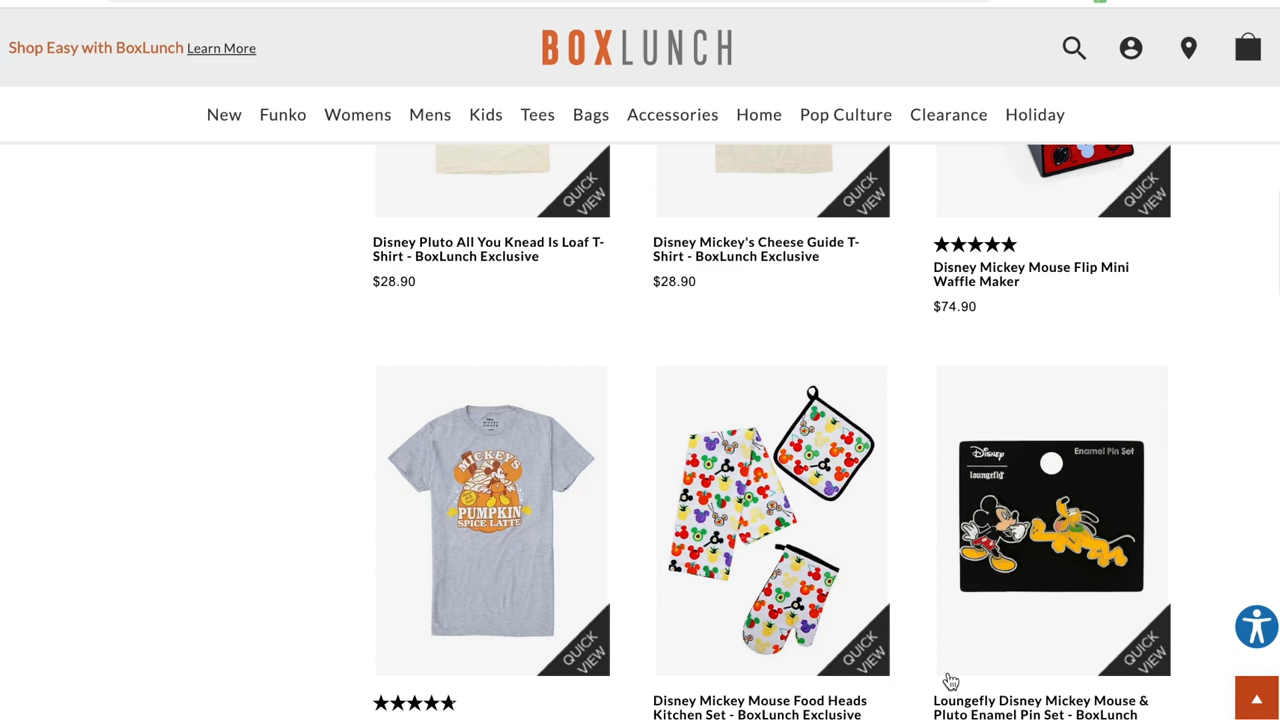 Shop Easy with BoxLunch Learn More
BOXLUNCH
New Funko Womens Mens Kids Tees Bags Accessories Home Pop Culture Clearance Holiday
QUICK VIEW
QUICK VIEW
QUICK VIEW
Disney Pluto All You Knead Is Loaf T-
Shirt - BoxLunch Exclusive
$28.90
Disney Mickey's Cheese Guide T-
Shirt - BoxLunch Exclusive
$28.90
Disney Mickey Mouse Flip Mini
Waffle Maker
$74.90
MICKEY'S
PUMPKIN
SPICE LATTE
QUICK VIEW
QUICK VIEW
Disney
loungefly
Enamel Pin Set
QUICK VIEW
Disney Mickey Mouse Food Heads
Kitchen Set - BoxLunch Exclusive
Loungefly Disney Mickey Mouse &
Pluto Enamel Pin Set - BoxLunch